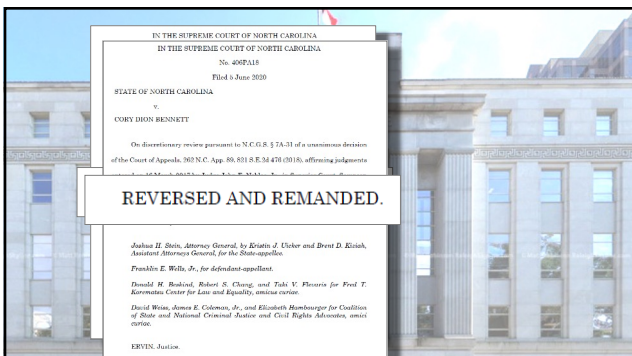 IN THE SUPREME COURT OF NORTH CAROLINA
IN THE SUPREME COURT OF NORTH CAROLINA
No. 406PA18
Filed 5 June 2020
STATE OF NORTH CAROLINA
v.
CORY DION BENNETT
On discretionary review pursuant to N.C.G.S. § 7A-31 of a unanimous decision
of the Court of Appeals, 262 N.C. App. 89, 821 S.E.2d 476 (2018), affirming judgments
REVERSED AND REMANDED.
Joshua H. Stein, Attorney General, by Kristin J. Uicker and Brent D. Kiziah,
Assistant Attorneys General, for the State-appellee.
Franklin E. Wells, Jr., for defendant-appellant.
Donald H. Beskind, Robert S. Chang, and Taki V. Flevaris for Fred T.
Korematsu Center for Law and Equality, amicus curiae.
David Weiss, James E. Coleman, Jr., and Elizabeth Hambourger for Coalition
of State and National Criminal Justice and Civil Rights Advocates, amici
curiae.
ERVIN, Justice.